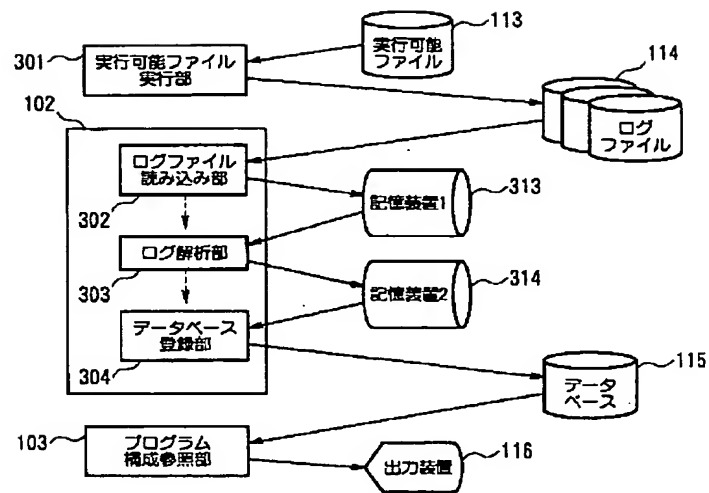 113
301
実行可能ファイル
実行部
実行可能
ファイル
114
ログ
ファイル
102
ログファイル
読み込み部
302
記憶装置1
313
ログ解析部
303
記憶装置2
314
データベース
登録部
304
データ
ベース
115
103
プログラム
構成参照部
出力装置
116